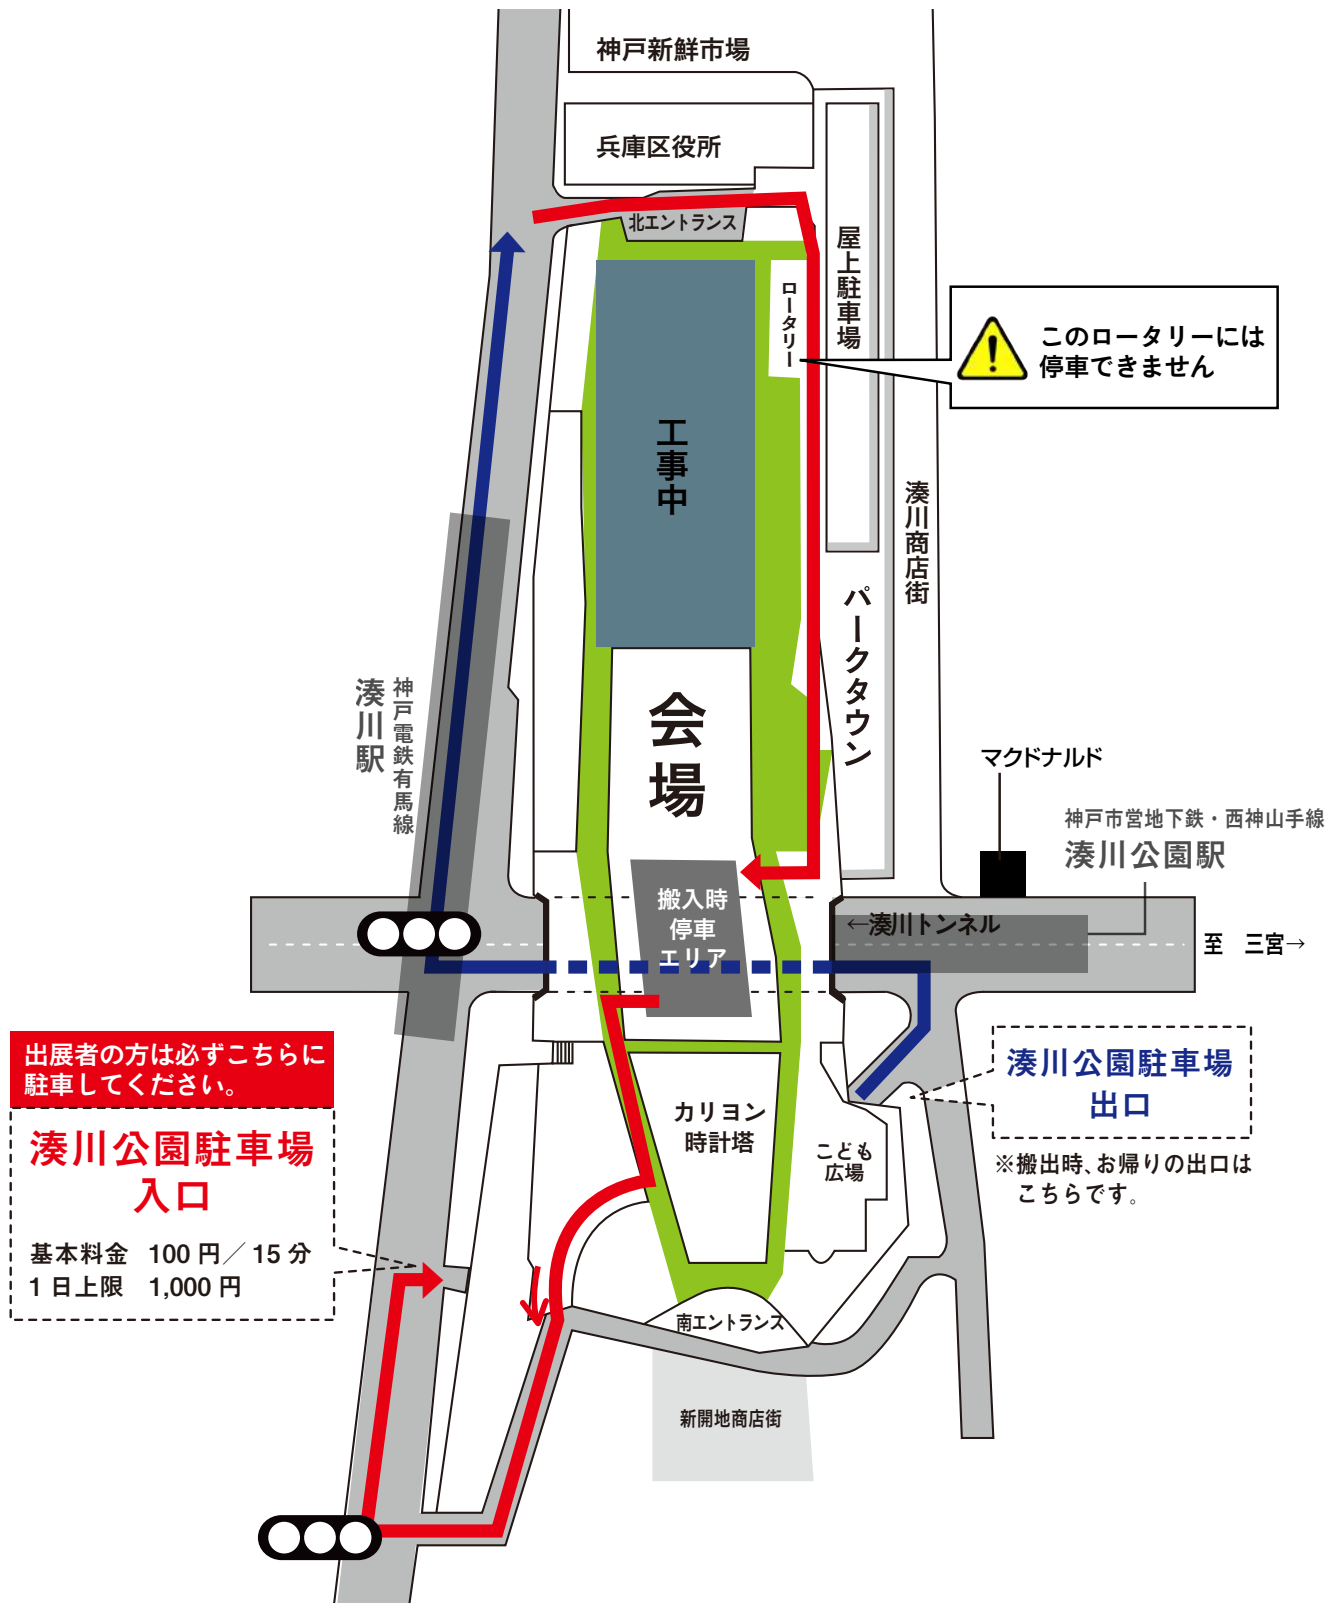 神戸新鮮市場
兵庫区役所
北エントランス
ロータリー
屋上駐車場
このロータリーには
停車できません
工事中
湊川商店街
パークタウン
会場
湊川駅
神戸電鉄有馬線
マクドナルド
神戸市営地下鉄・西神山手線
湊川公園駅
搬入時
停車
エリア
←湊川トンネル
至 三宮→
出展者の方は必ずこちらに
駐車してください。
湊川公園駐車場
入口
基本料金 100 円／ 15 分
1 日上限 1,000 円
湊川公園駐車場
出口
※搬出時、お帰りの出口は
こちらです。
カリヨン
時計塔
こども
広場
南エントランス
新開地商店街